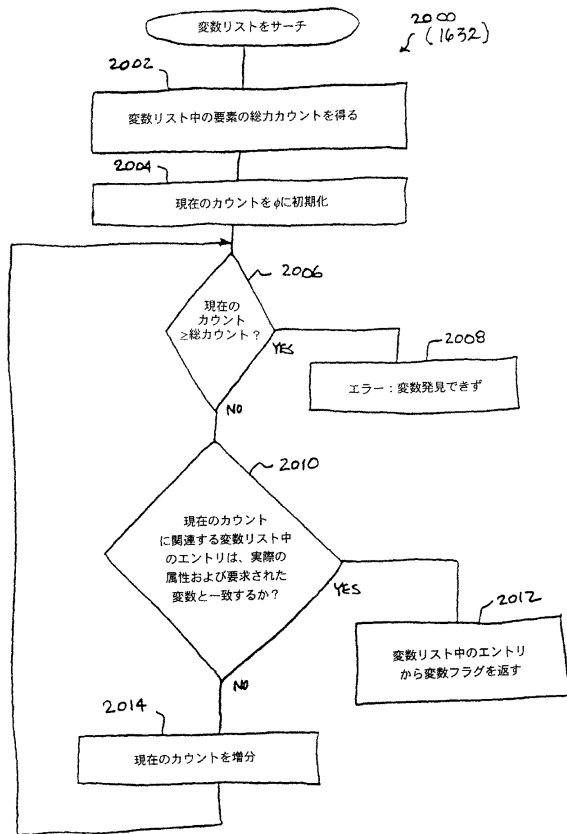 変数リストをサーチ
2000
(1632)
2002
変数リスト中の要素の総力カウントを得る
2004
現在のカウントをφに初期化
2006
現在の
カウント
≥総カウント?
YES
2008
エラー:変数発見できず
NO
2010
現在のカウント
に関連する変数リスト中
のエントリは、実際の
属性および要求された
変数と一致するか?
YES
2012
変数リスト中のエントリ
から変数フラグを返す
NO
2014
現在のカウントを増分